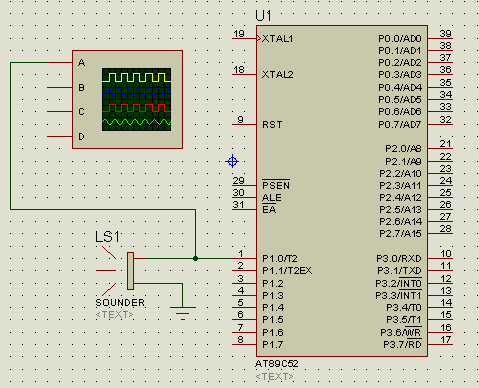 U1
19 XTAL1 P0.0/AD0 39
P0.1/AD1 38
P0.2/AD2 37
18 XTAL2 P0.3/AD3 36
P0.4/AD4 35
P0.5/AD5 34
P0.6/AD6 33
9 RST P0.7/AD7 32
P2.0/A8 21
P2.1/A9 22
P2.2/A10 23
29 PSEN P2.3/A11 24
30 ALE P2.4/A12 25
31 EA P2.5/A13 26
P2.6/A14 27
P2.7/A15 28
1 P1.0/T2 P3.0/RXD 10
2 P1.1/T2EX P3.1/TXD 11
3 P1.2 P3.2/INT0 12
4 P1.3 P3.3/INT1 13
5 P1.4 P3.4/T0 14
6 P1.5 P3.5/T1 15
7 P1.6 P3.6/WR 16
8 P1.7 P3.7/RD 17
AT89C52
<TEXT>
A
B
C
D
LS1
SOUNDER
<TEXT>